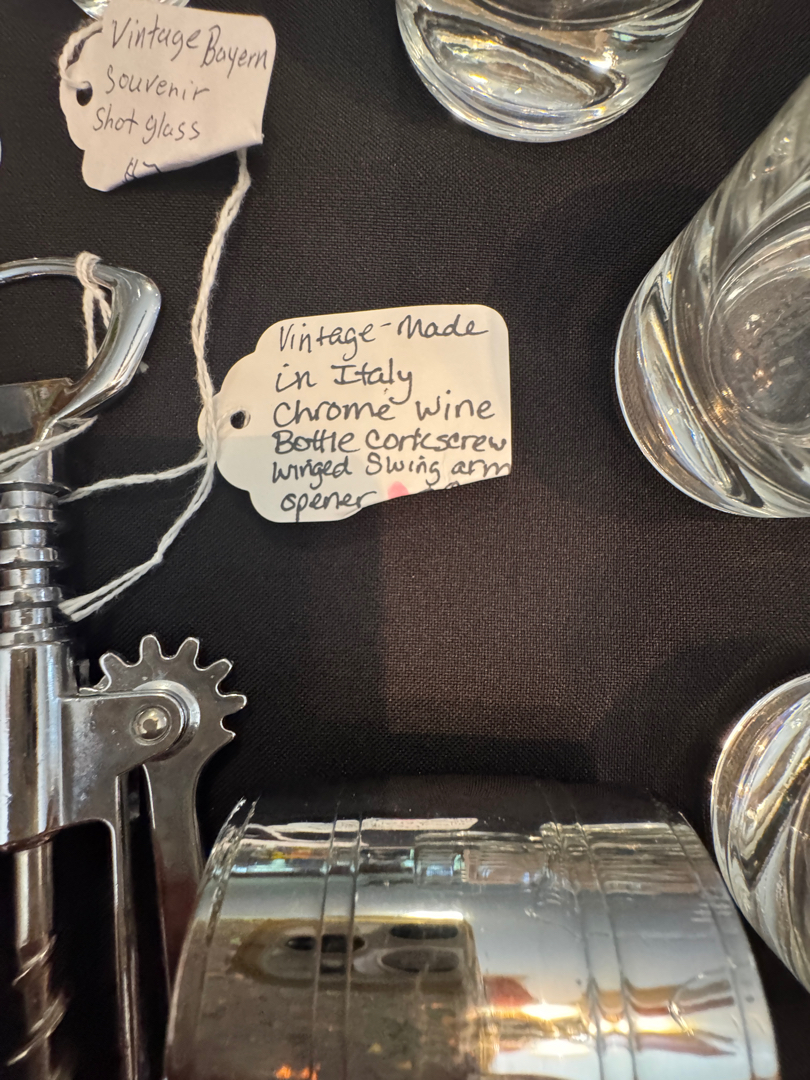 Vintage Bayern
Souvenir
Shot glass
Vintage-Made
in Italy
Chrome wine
Bottle Corkscrew
winged Swing arm
opener